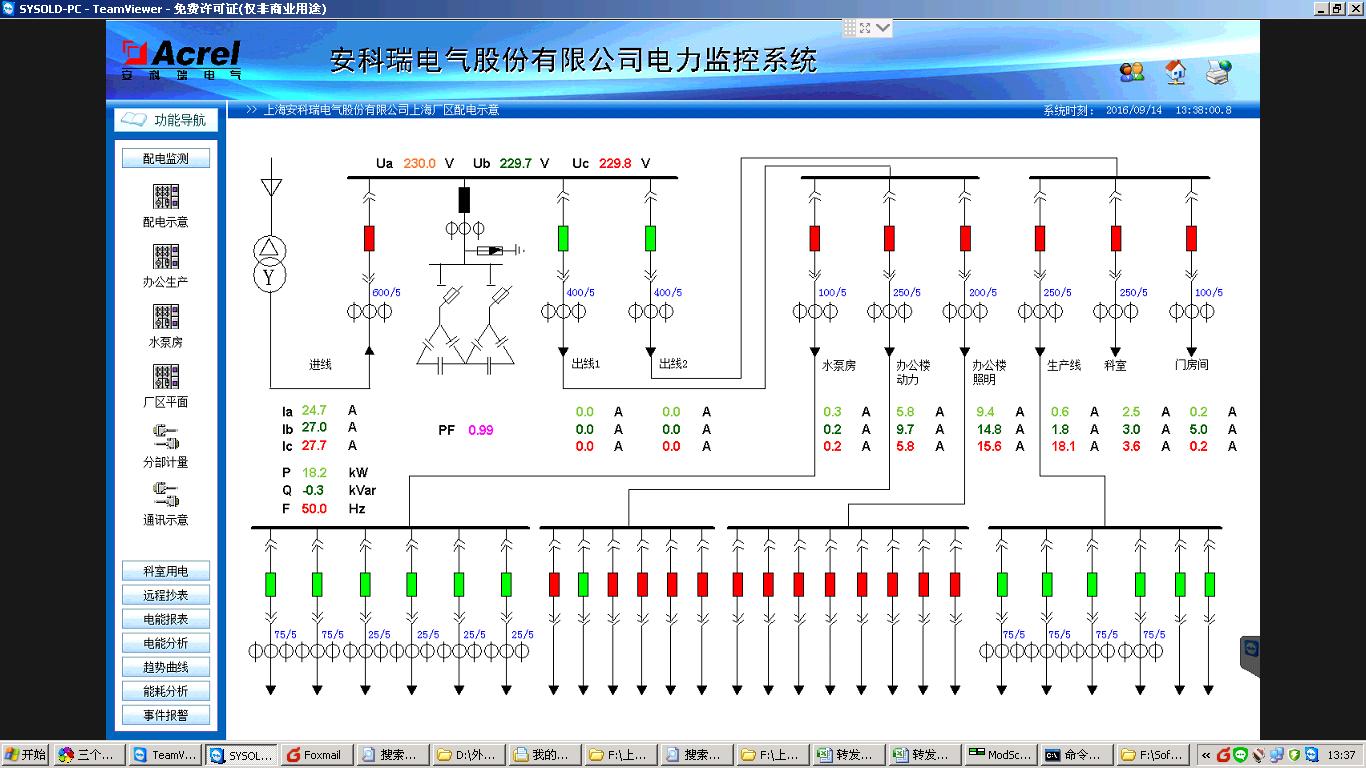 SYSOLD-PC - TeamViewer - 免费许可证(仅非商业用途)
Acrel
安科瑞电气
安科瑞电气股份有限公司电力监控系统
功能导航
>> 上海安科瑞电气股份有限公司上海厂区配电示意
系统时刻: 2016/09/14 13:38:00.8
配电监测
配电示意
办公生产
水泵房
厂区平面
分部计量
通讯示意
科室用电
远程抄表
电能报表
电能分析
趋势曲线
能耗分析
事件报警
Ua 230.0 V Ub 229.7 V Uc 229.8 V
Y
600/5 400/5 400/5 100/5 250/5 200/5 250/5 250/5 100/5
进线 出线1 出线2 水泵房 办公楼动力 办公楼照明 生产线 科室 门房间
Ia 24.7 A 0.0 A 0.0 A 0.3 A 5.8 A 9.4 A 0.6 A 2.5 A 0.2 A
Ib 27.0 A PF 0.99 0.0 A 0.0 A 0.2 A 9.7 A 14.8 A 1.8 A 3.0 A 5.0 A
Ic 27.7 A 0.0 A 0.0 A 0.2 A 5.8 A 15.6 A 18.1 A 3.6 A 0.2 A
P 18.2 kW
Q -0.3 kVar
F 50.0 Hz
75/5 75/5 25/5 25/5 25/5 25/5 75/5 75/5 75/5 75/5
开始 三个... TeamV... SYSOL... Foxmail 搜索... D:\外... 我的... F:\上... 搜索... F:\上... 转发... 转发... ModSc... 命令... F:\Sof... « 13:37